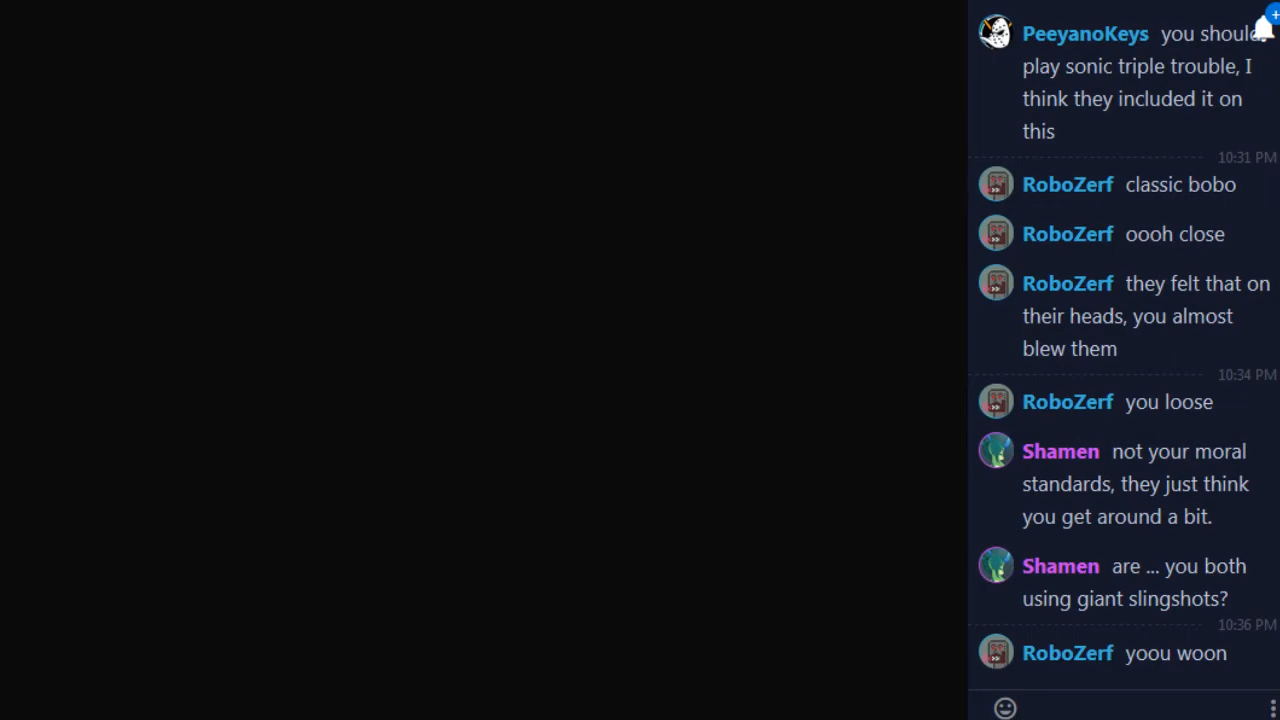 PeeyanoKeys you should
play sonic triple trouble, I
think they included it on
this
10:31 PM
RoboZerf classic bobo
RoboZerf oooh close
RoboZerf they felt that on
their heads, you almost
blew them
10:34 PM
RoboZerf you loose
Shamen not your moral
standards, they just think
you get around a bit.
Shamen are ... you both
using giant slingshots?
10:36 PM
RoboZerf yoou woon